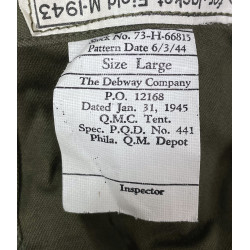 Jacket Field M-1943
Stock No. 73-H-66815
Pattern Date 6/3/44
Size Large
The Debway Company
P.O. 12168
Dated Jan. 31, 1945
Q.M.C. Tent.
Spec. P.Q.D. No. 441
Phila. Q.M. Depot
Inspector